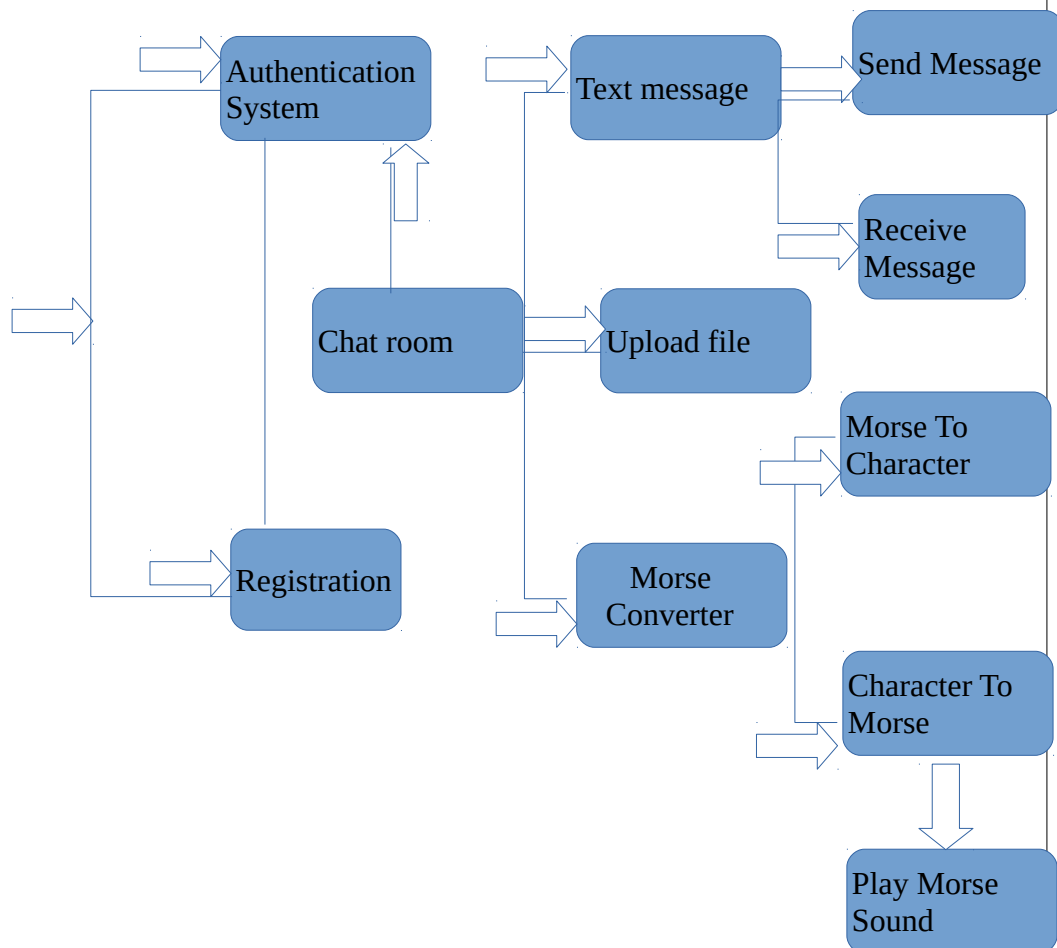 Authentication
System
Text message
Send Message
Receive
Message
Chat room
Upload file
Morse To
Character
Registration
Morse
Converter
Character To
Morse
Play Morse
Sound